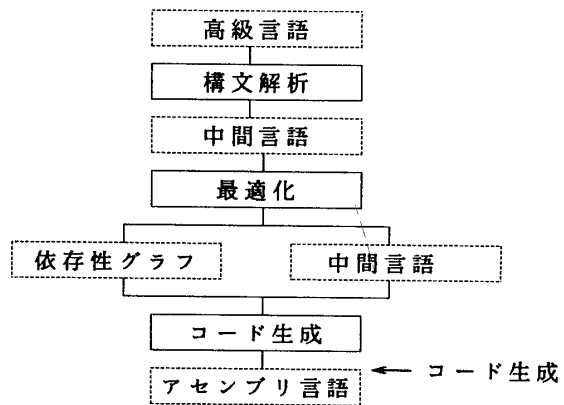 高級言語
構文解析
中間言語
最適化
依存性グラフ
中間言語
コード生成
アセンブリ言語
← コード生成